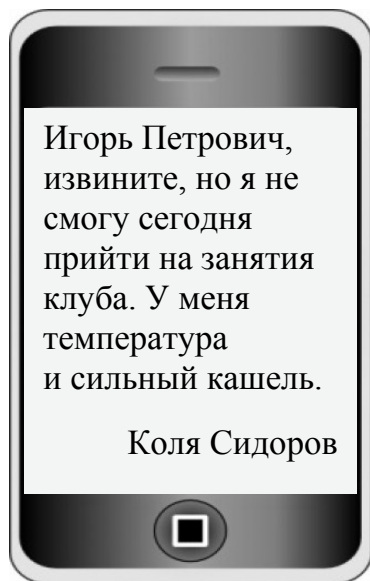 Игорь Петрович,
извините, но я не
смогу сегодня
прийти на занятия
клуба. У меня
температура
и сильный кашель.
Коля Сидоров